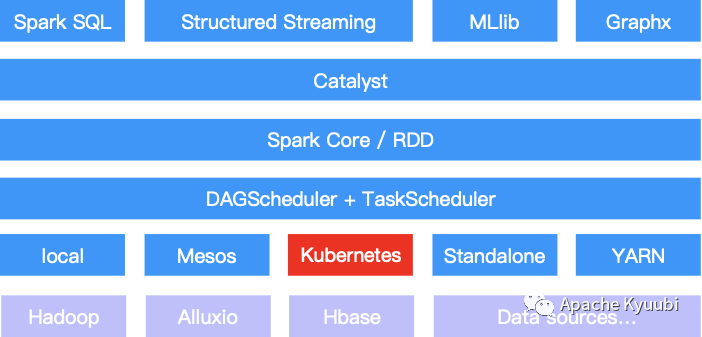 Spark SQL
Structured Streaming
MLlib
Graphx
Catalyst
Spark Core / RDD
DAGScheduler + TaskScheduler
local
Mesos
Kubernetes
Standalone
YARN
Hadoop
Alluxio
Hbase
Data sources...
Apache Kyuubi